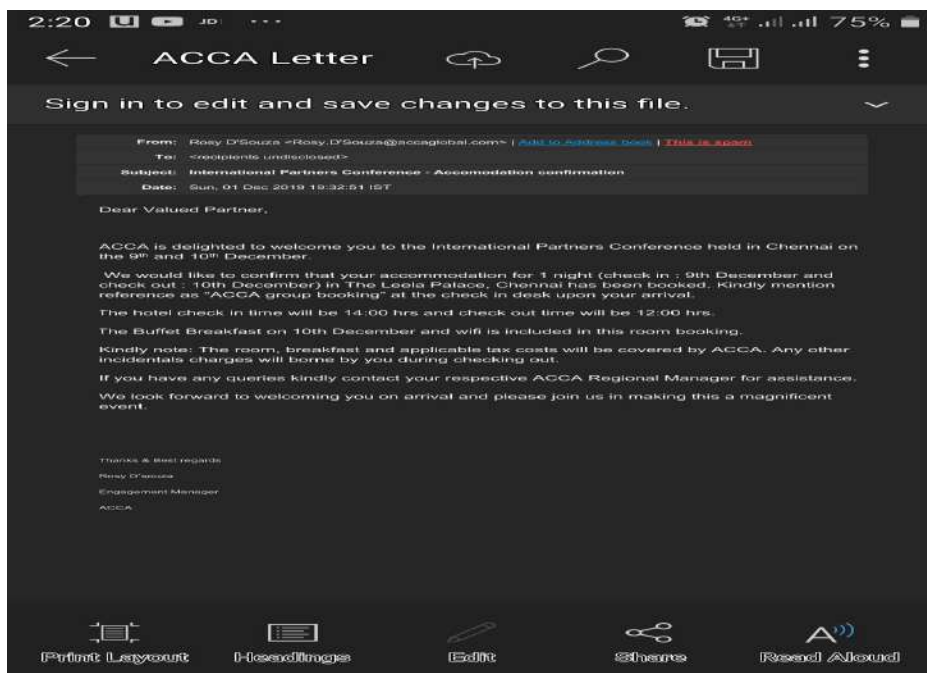 2:20 U JD: ... 4G+ 75%
ACCA Letter
Sign in to edit and save changes to this file.
From: Rosy D'Souza <Rosy.D'Souza@accaglobal.com> | Add to Address Book | This is spam
To: <recipients undisclosed>
Subject: International Partners Conference - Accomodation confirmation
Date: Sun, 01 Dec 2019 19:32:51 IST
Dear Valued Partner,
ACCA is delighted to welcome you to the International Partners Conference held in Chennai on
the 9th and 10th December.
We would like to confirm that your accommodation for 1 night (check in : 9th December and
check out : 10th December) in The Leela Palace, Chennai has been booked. Kindly mention
reference as "ACCA group booking" at the check in desk upon your arrival.
The hotel check in time will be 14:00 hrs and check out time will be 12:00 hrs.
The Buffet Breakfast on 10th December and wifi is included in this room booking.
Kindly note: The room, breakfast and applicable tax costs will be covered by ACCA. Any other
incidentals charges will borne by you during checking out.
If you have any queries kindly contact your respective ACCA Regional Manager for assistance.
We look forward to welcoming you on arrival and please join us in making this a magnificent
event.
Thanks & Best regards
Rosy D'souza
Engagement Manager
ACCA
Print Layout Headings Edit Share Read Aloud